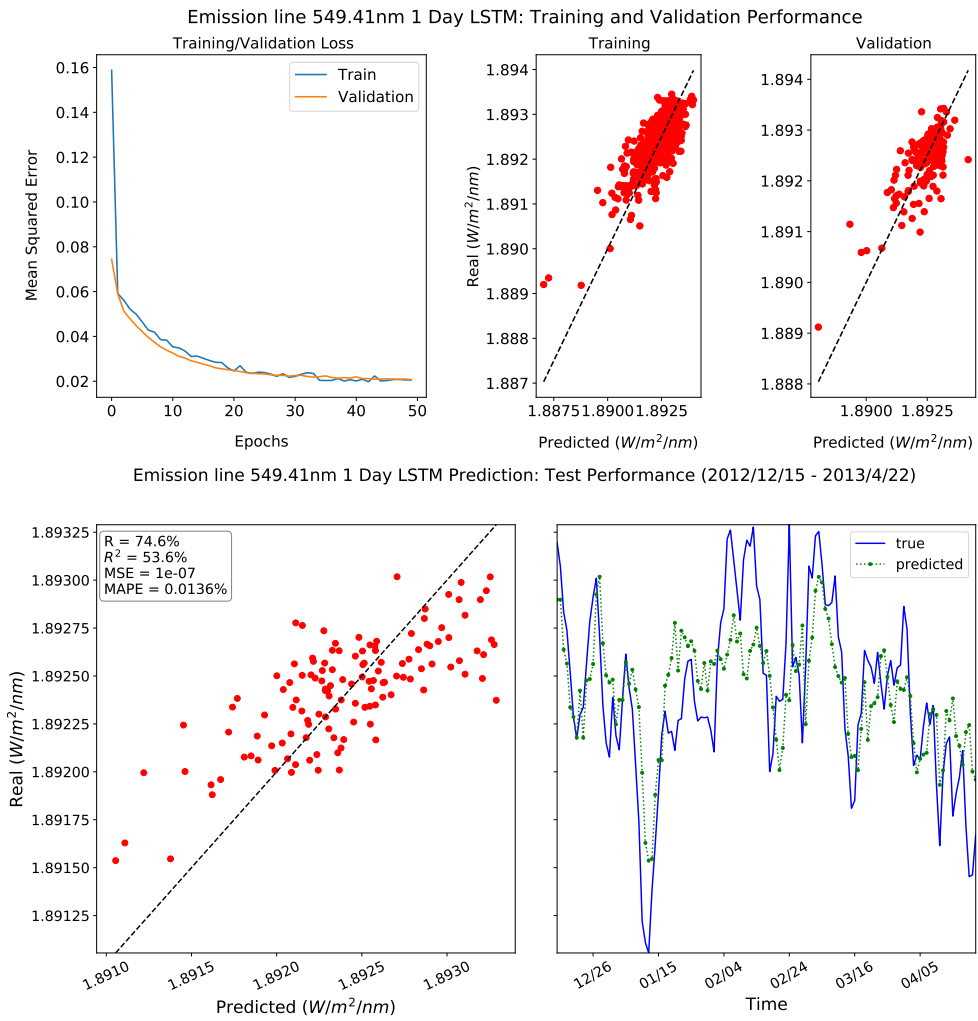 Emission line 549.41nm 1 Day LSTM: Training and Validation Performance
Training/Validation Loss
Mean Squared Error
0.16
0.14
0.12
0.10
0.08
0.06
0.04
0.02
Train
Validation
0 10 20 30 40 50
Epochs
Training
Real (W/m²/nm)
1.894
1.893
1.892
1.891
1.890
1.889
1.888
1.887
1.8875 1.8900 1.8925
Predicted (W/m²/nm)
Validation
1.894
1.893
1.892
1.891
1.890
1.889
1.888
1.8900 1.8925
Predicted (W/m²/nm)
Emission line 549.41nm 1 Day LSTM Prediction: Test Performance (2012/12/15 - 2013/4/22)
Real (W/m²/nm)
1.89325
1.89300
1.89275
1.89250
1.89225
1.89200
1.89175
1.89150
1.89125
R = 74.6%
R² = 53.6%
MSE = 1e-07
MAPE = 0.0136%
1.8910 1.8915 1.8920 1.8925 1.8930
Predicted (W/m²/nm)
true
predicted
12/26 01/15 02/04 02/24 03/16 04/05
Time